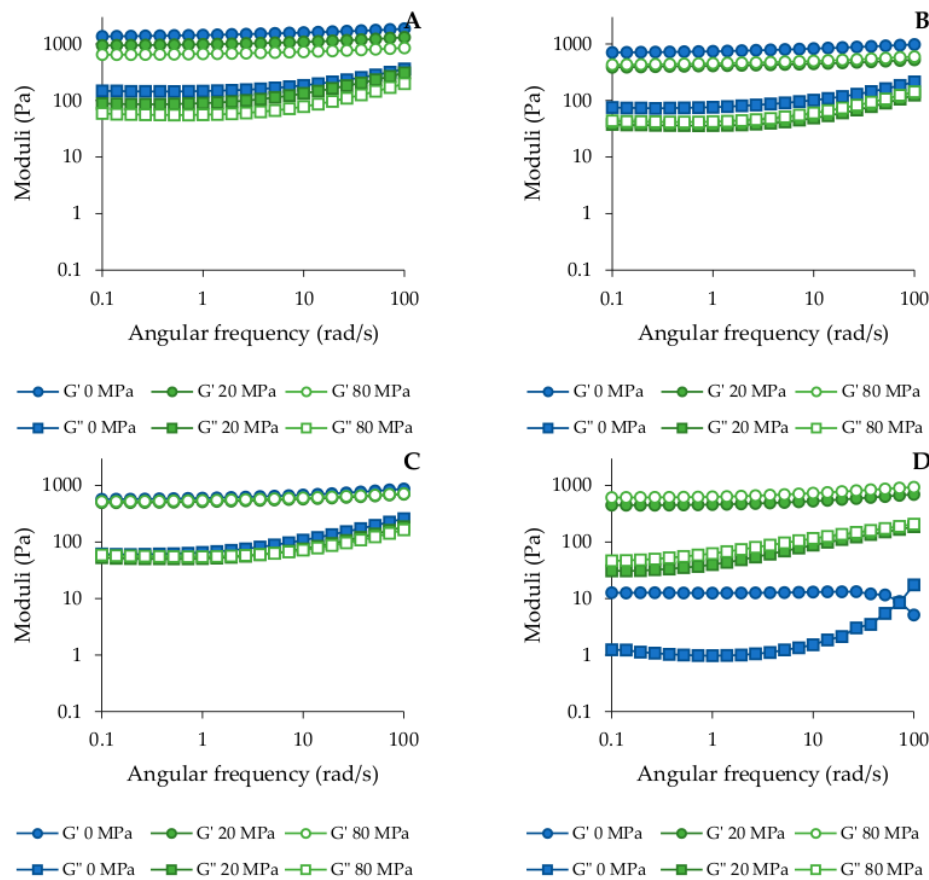 A
1000
100
10
1
0.1
Moduli (Pa)
0.1 1 10 100
Angular frequency (rad/s)
G' 0 MPa G' 20 MPa G' 80 MPa
G" 0 MPa G" 20 MPa G" 80 MPa
B
1000
100
10
1
0.1
Moduli (Pa)
0.1 1 10 100
Angular frequency (rad/s)
G' 0 MPa G' 20 MPa G' 80 MPa
G" 0 MPa G" 20 MPa G" 80 MPa
C
1000
100
10
1
0.1
Moduli (Pa)
0.1 1 10 100
Angular frequency (rad/s)
G' 0 MPa G' 20 MPa G' 80 MPa
G" 0 MPa G" 20 MPa G" 80 MPa
D
1000
100
10
1
0.1
Moduli (Pa)
0.1 1 10 100
Angular frequency (rad/s)
G' 0 MPa G' 20 MPa G' 80 MPa
G" 0 MPa G" 20 MPa G" 80 MPa